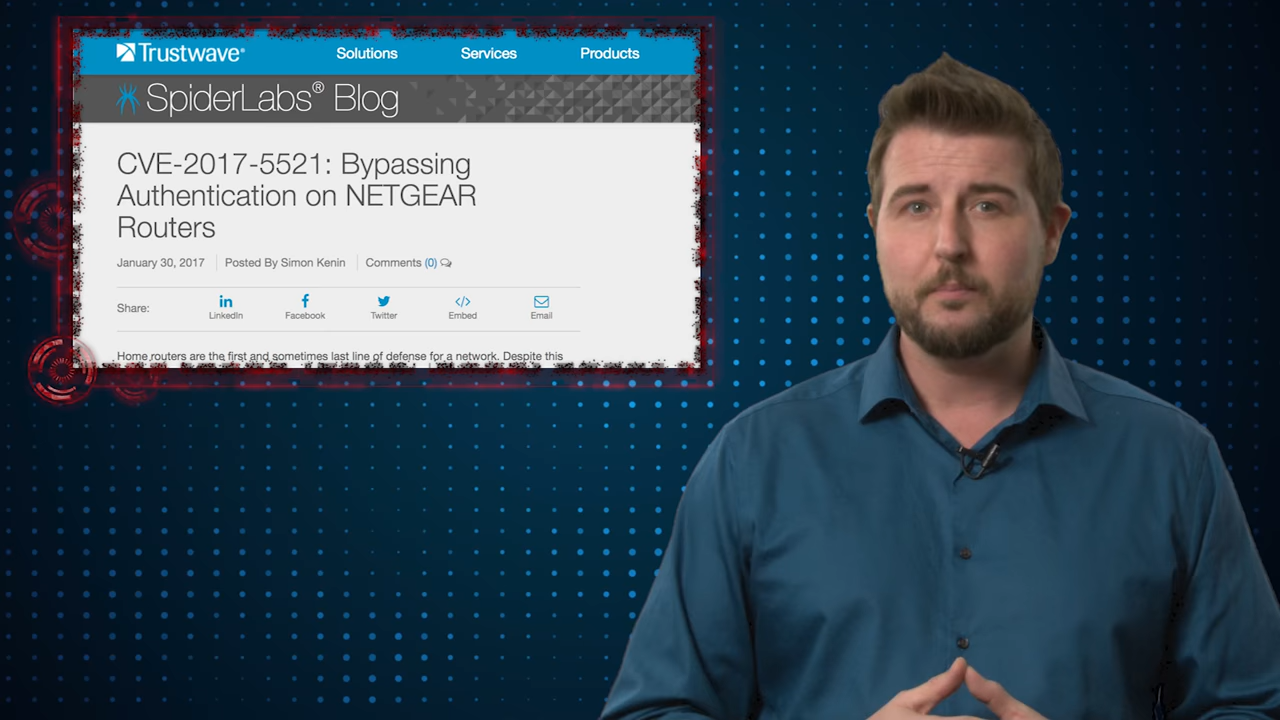 Trustwave® Solutions Services Products
SpiderLabs® Blog
CVE-2017-5521: Bypassing
Authentication on NETGEAR
Routers
January 30, 2017 Posted By Simon Kenin Comments (0)
Share: LinkedIn Facebook Twitter Embed Email
Home routers are the first and sometimes last line of defense for a network. Despite this